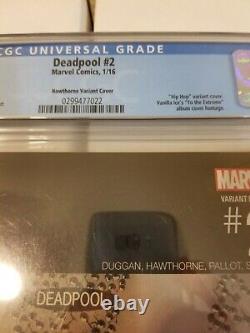 CGC UNIVERSAL GRADE
Deadpool #2
Marvel Comics, 1/16
Hawthorne Variant Cover
0299477022
"Hip Hop" variant cover.
Vanilla Ice's "To the Extreme"
album cover homage.
MARV
VARIANT
DUGGAN, HAWTHORNE, PALLOT, S
DEADPOOL